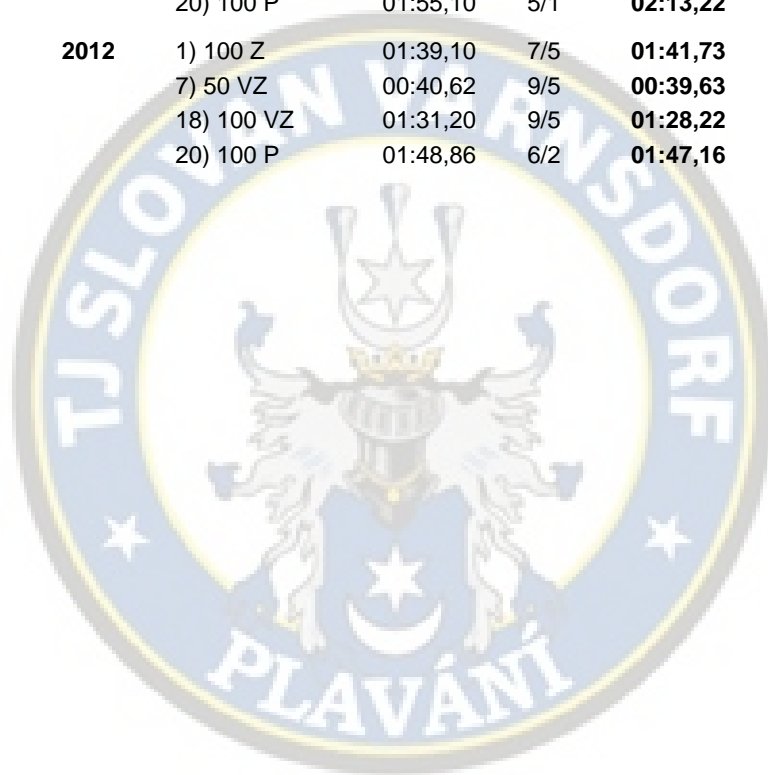 20) 100 P 01:55,10 5/1 02:13,22
2012 1) 100 Z 01:39,10 7/5 01:41,73
7) 50 VZ 00:40,62 9/5 00:39,63
18) 100 VZ 01:31,20 9/5 01:28,22
20) 100 P 01:48,86 6/2 01:47,16
TJ SLOVAN VARNSDORF
PLAVÁNÍ